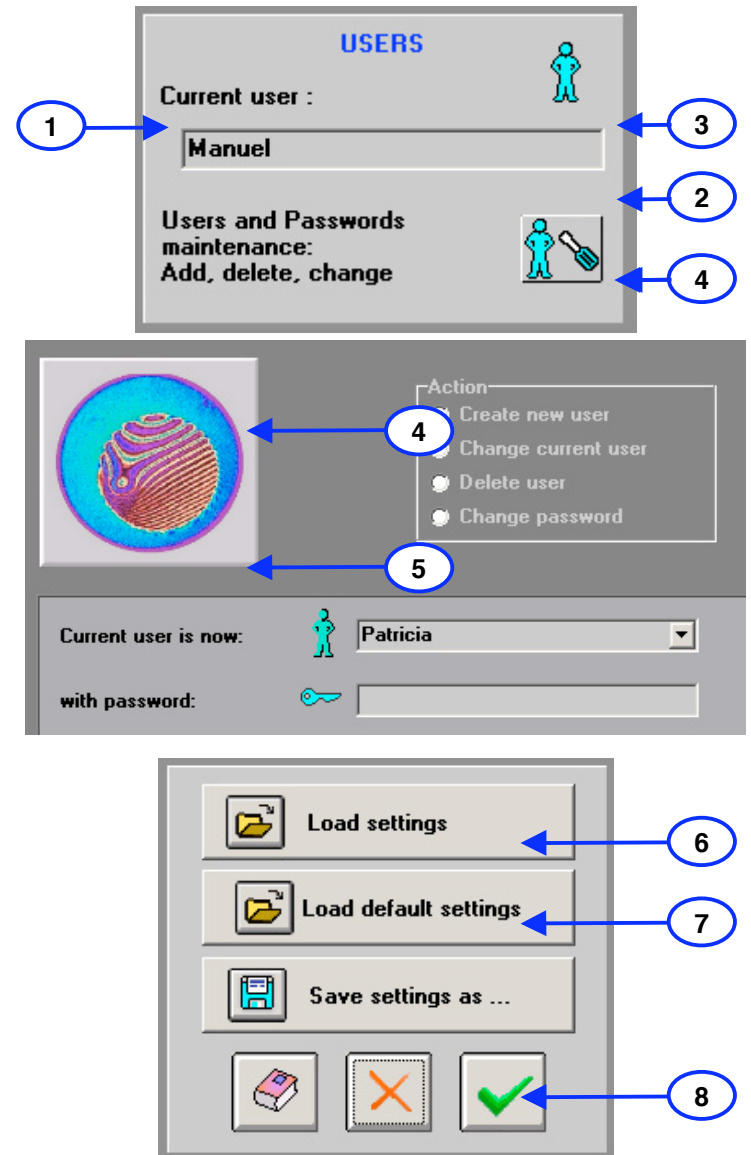 USERS
Current user :
1
3
Manuel
2
Users and Passwords
maintenance:
Add, delete, change
4
Action
4
Create new user
Change current user
Delete user
Change password
5
Current user is now:
Patricia
with password:
Load settings
6
Load default settings
7
Save settings as ...
8